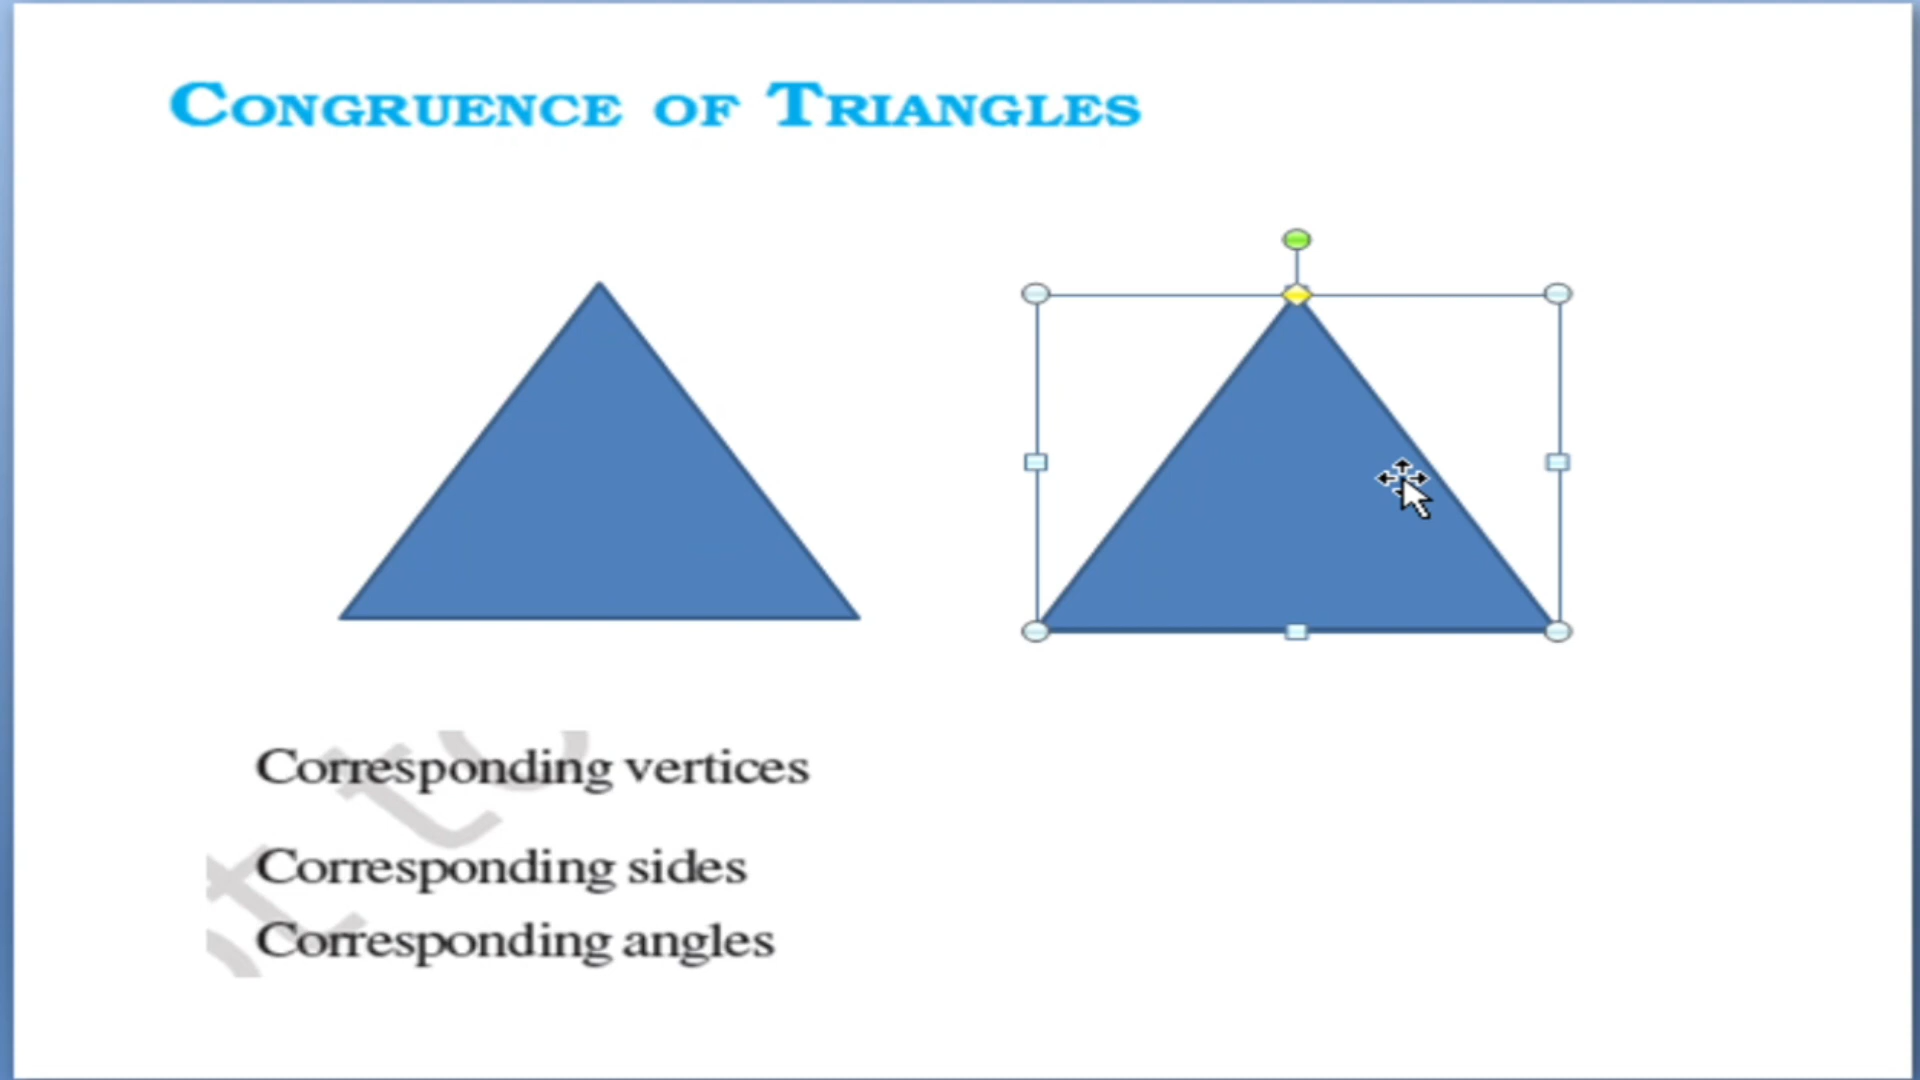 CONGRUENCE OF TRIANGLES
Corresponding vertices
Corresponding sides
Corresponding angles